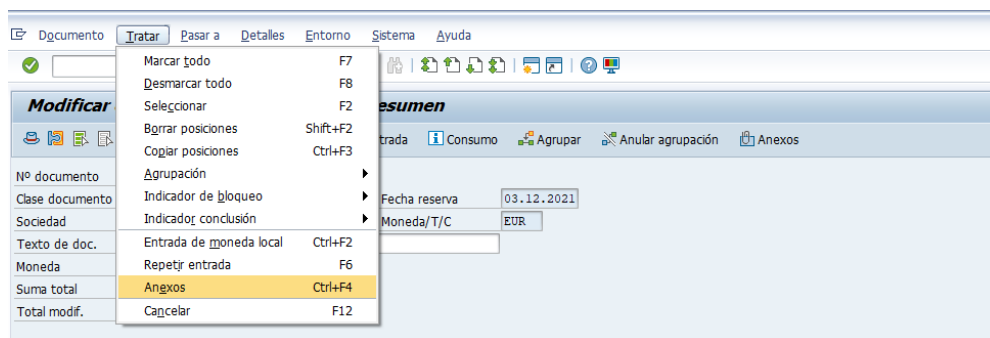 Documento Tratar Pasar a Detalles Entorno Sistema Ayuda
Marcar todo F7
Desmarcar todo F8
Modificar Seleccionar F2 esumen
Borrar posiciones Shift+F2 trada Consumo Agrupar Anular agrupación Anexos
Copiar posiciones Ctrl+F3
Nº documento Agrupación
Clase documento Indicador de bloqueo Fecha reserva 03.12.2021
Sociedad Indicador conclusión Moneda/T/C EUR
Texto de doc. Entrada de moneda local Ctrl+F2
Moneda Repetir entrada F6
Suma total Anexos Ctrl+F4
Total modif. Cancelar F12